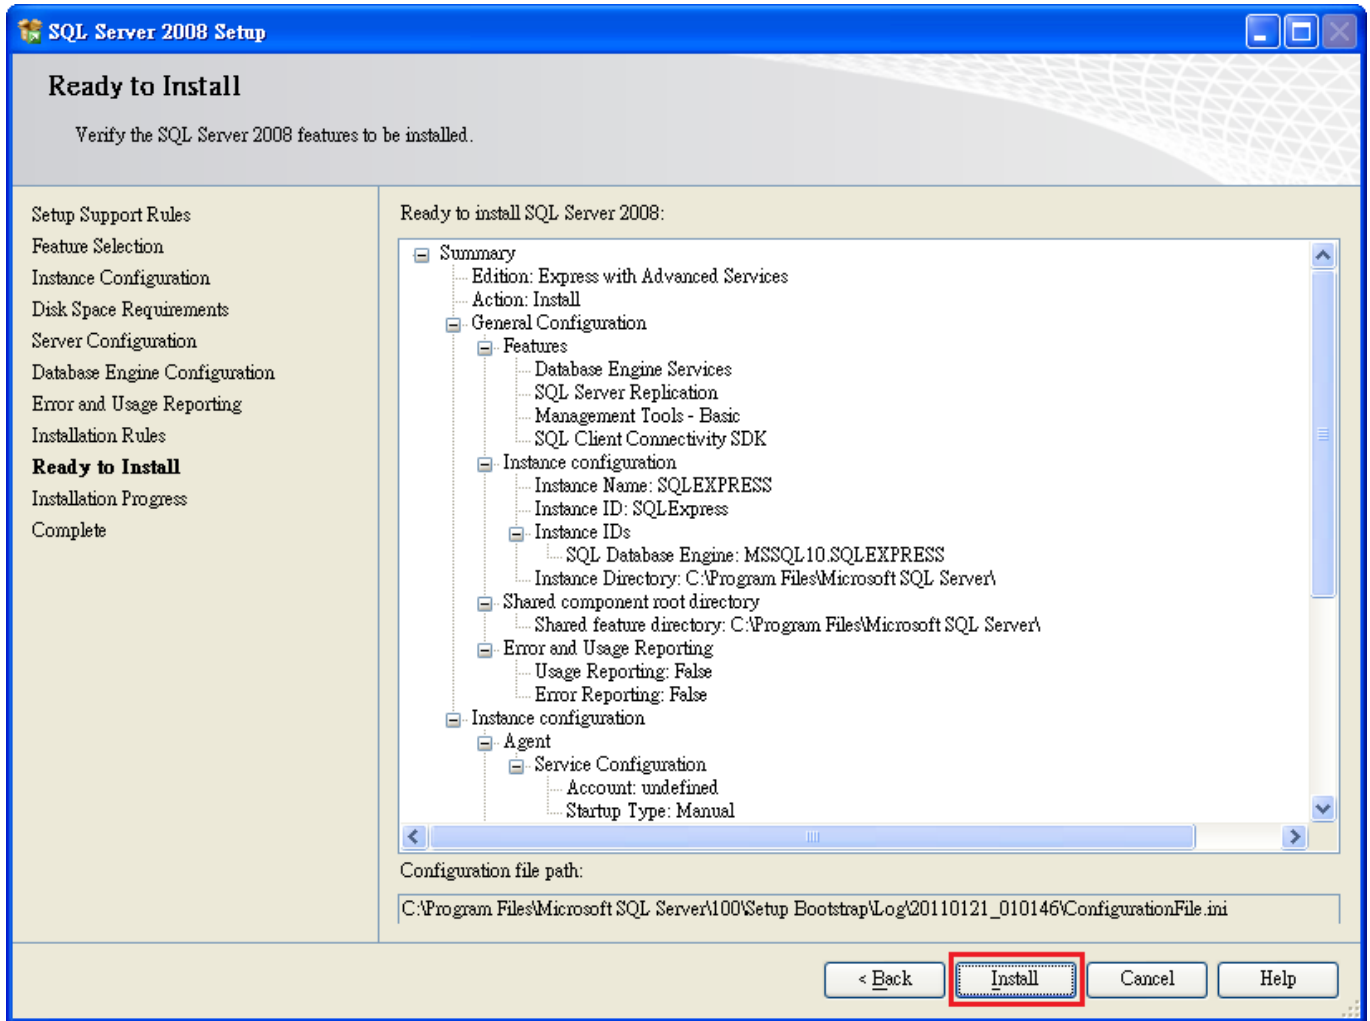 SQL Server 2008 Setup
Ready to Install
Verify the SQL Server 2008 features to be installed.
Setup Support Rules
Feature Selection
Instance Configuration
Disk Space Requirements
Server Configuration
Database Engine Configuration
Error and Usage Reporting
Installation Rules
Ready to Install
Installation Progress
Complete
Ready to install SQL Server 2008:
Summary
Edition: Express with Advanced Services
Action: Install
General Configuration
Features
Database Engine Services
SQL Server Replication
Management Tools - Basic
SQL Client Connectivity SDK
Instance configuration
Instance Name: SQLEXPRESS
Instance ID: SQLExpress
Instance IDs
SQL Database Engine: MSSQL10.SQLEXPRESS
Instance Directory: C:\Program Files\Microsoft SQL Server\
Shared component root directory
Shared feature directory: C:\Program Files\Microsoft SQL Server\
Error and Usage Reporting
Usage Reporting: False
Error Reporting: False
Instance configuration
Agent
Service Configuration
Account: undefined
Startup Type: Manual
Configuration file path:
C:\Program Files\Microsoft SQL Server\100\Setup Bootstrap\Log\20110121_010146\ConfigurationFile.ini
< Back
Install
Cancel
Help